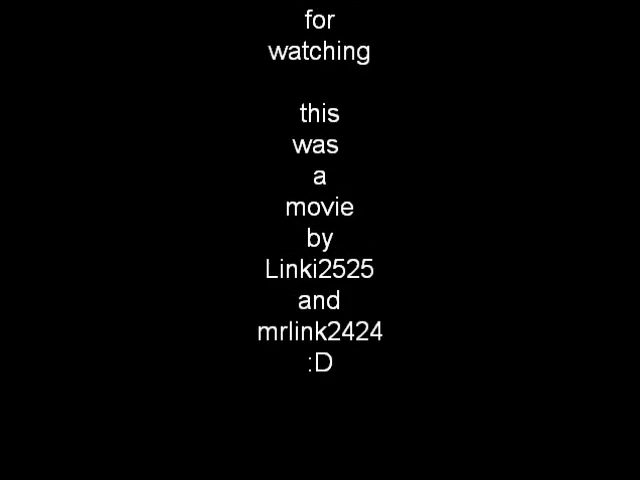 for
watching
this
was
a
movie
by
Linki2525
and
mrlink2424
:D